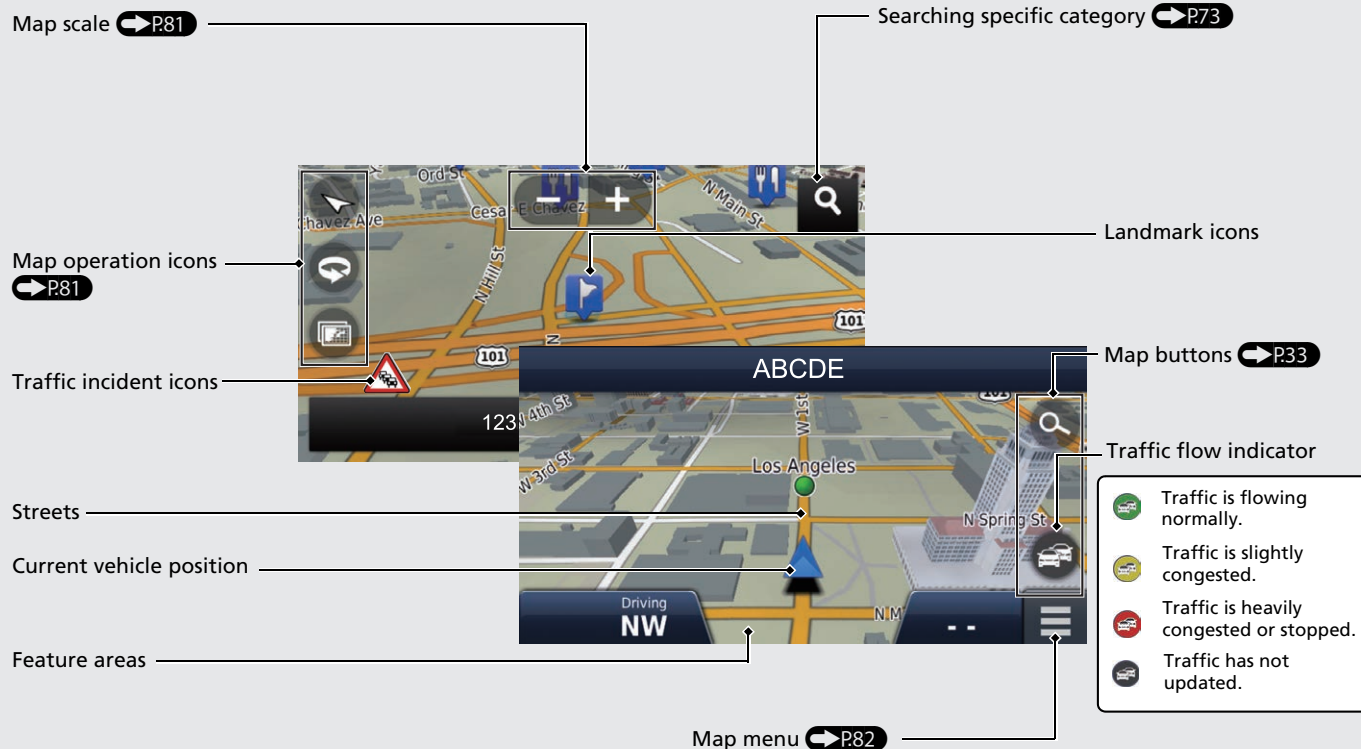 Map scale P.81
Searching specific category P.73
Ord St
Cesar E Chavez
N Main St
Chavez Ave
N Hill St
Landmark icons
Map operation icons
P.81
101
101
N
Map buttons P.33
ABCDE
Traffic incident icons
123
W 4th St
W 1st
101
Traffic flow indicator
W 3rd St
Los Angeles
Traffic is flowing
normally.
Streets
N Spring St
Traffic is slightly
congested.
Current vehicle position
Driving
NW
N M
- -
Traffic is heavily
congested or stopped.
Feature areas
Traffic has not
updated.
Map menu P.82